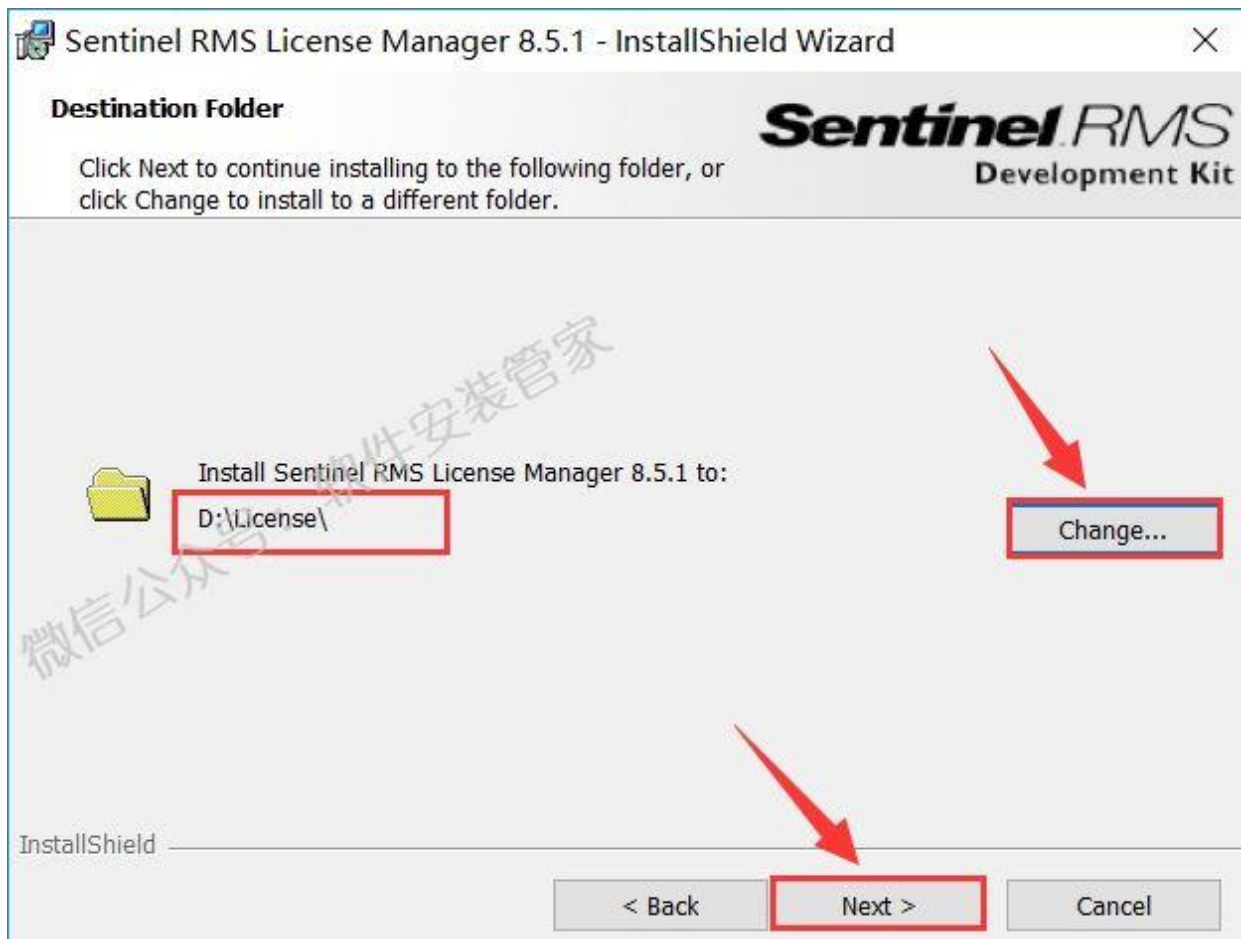 Sentinel RMS License Manager 8.5.1 - InstallShield Wizard
Destination Folder
Click Next to continue installing to the following folder, or
click Change to install to a different folder.
Sentinel.RMS
Development Kit
Install Sentinel RMS License Manager 8.5.1 to:
D:\License\
Change...
微信公众号:软件安装管家
InstallShield
< Back
Next >
Cancel